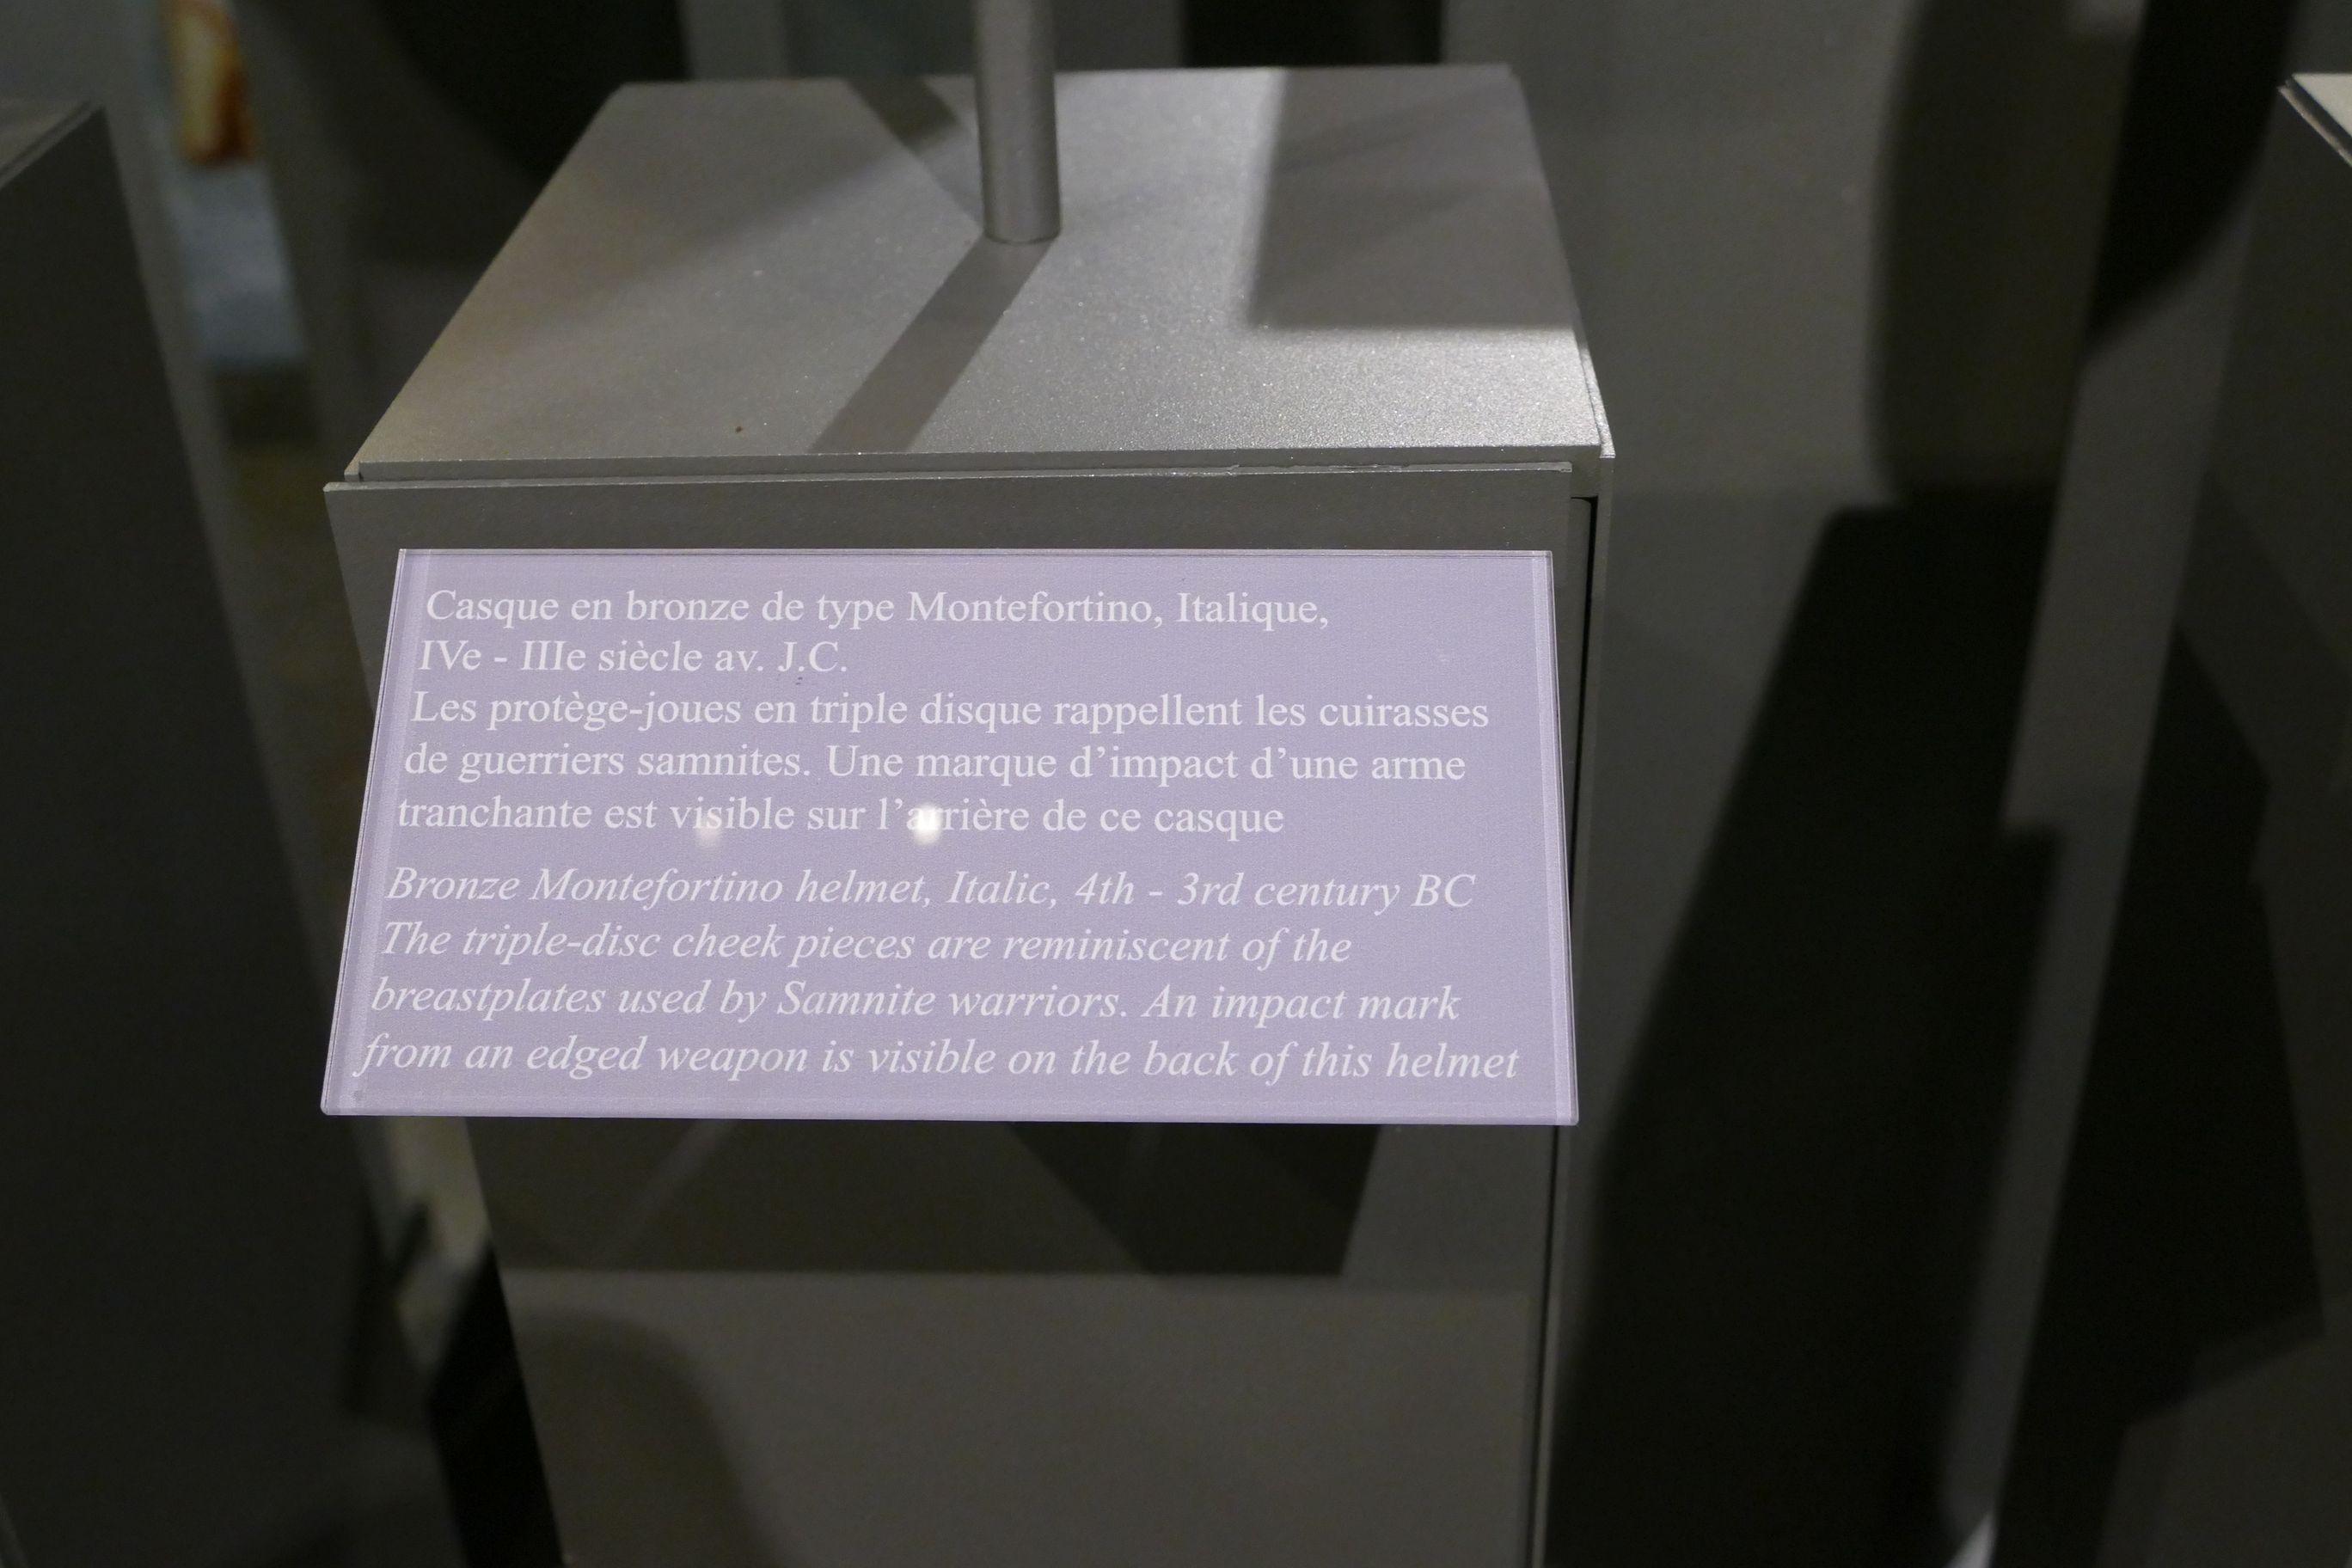 Casque en bronze de type Montefortino, Italique,
IVe - IIIe siècle av. J.C.
Les protège-joues en triple disque rappellent les cuirasses
de guerriers samnites. Une marque d’impact d’une arme
tranchante est visible sur l’arrière de ce casque
Bronze Montefortino helmet, Italic, 4th - 3rd century BC
The triple-disc cheek pieces are reminiscent of the
breastplates used by Samnite warriors. An impact mark
from an edged weapon is visible on the back of this helmet